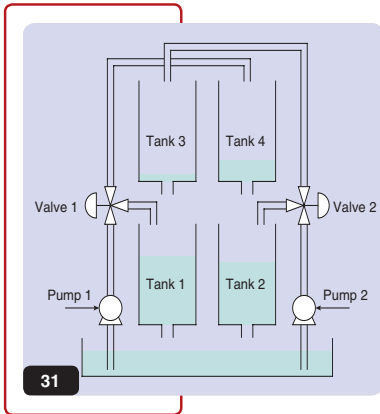 Tank 3 Tank 4
Valve 1 Valve 2
Tank 1 Tank 2
Pump 1 Pump 2
31